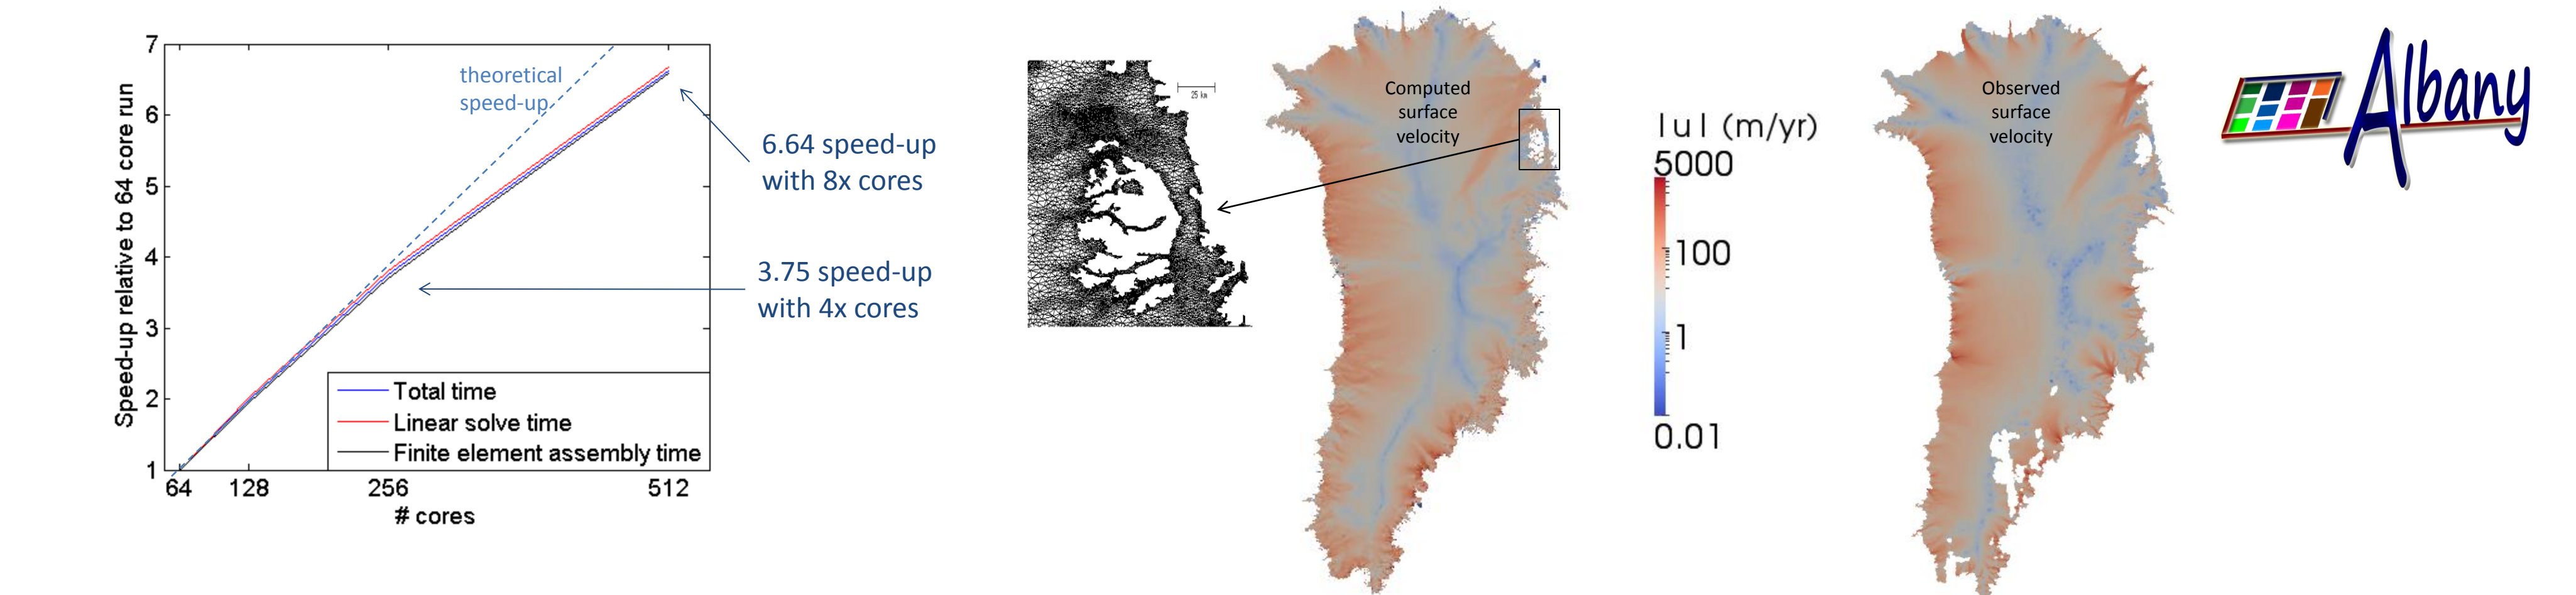 7
6
5
4
3
2
1
Speed-up relative to 64 core run
theoretical
speed-up
Total time
Linear solve time
Finite element assembly time
64 128 256 512
# cores
6.64 speed-up
with 8x cores
3.75 speed-up
with 4x cores
25 km
Computed
surface
velocity
|u| (m/yr)
5000
100
1
0.01
Observed
surface
velocity
Albany